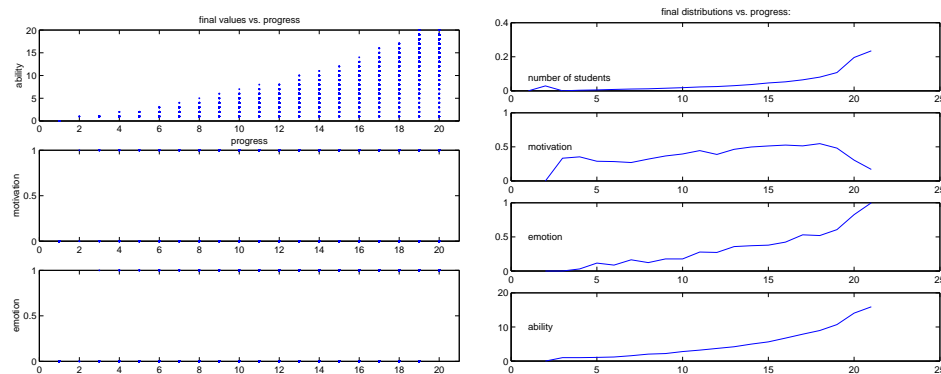 final values vs. progress
20
15
10
5
ability
0 2 4 6 8 10 12 14 16 18 20
progress
1
0.5
0
motivation
0 2 4 6 8 10 12 14 16 18 20
1
0.5
0
emotion
0 2 4 6 8 10 12 14 16 18 20
final distributions vs. progress:
0.4
0.2
0
number of students
0 5 10 15 20 25
1
0.5
0
motivation
0 5 10 15 20 25
1
0.5
0
emotion
0 5 10 15 20 25
20
10
0
ability
0 5 10 15 20 25